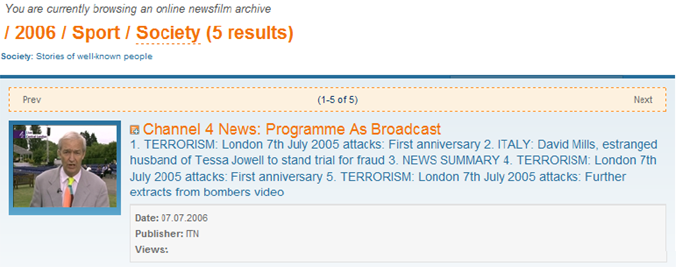 You are currently browsing an online newsfilm archive
/ 2006 / Sport / Society (5 results)
Society: Stories of well-known people
Prev (1-5 of 5) Next
Channel 4 News: Programme As Broadcast
1. TERRORISM: London 7th July 2005 attacks: First anniversary 2. ITALY: David Mills, estranged
husband of Tessa Jowell to stand trial for fraud 3. NEWS SUMMARY 4. TERRORISM: London 7th
July 2005 attacks: First anniversary 5. TERRORISM: London 7th July 2005 attacks: Further
extracts from bombers video
Date: 07.07.2006
Publisher: ITN
Views: